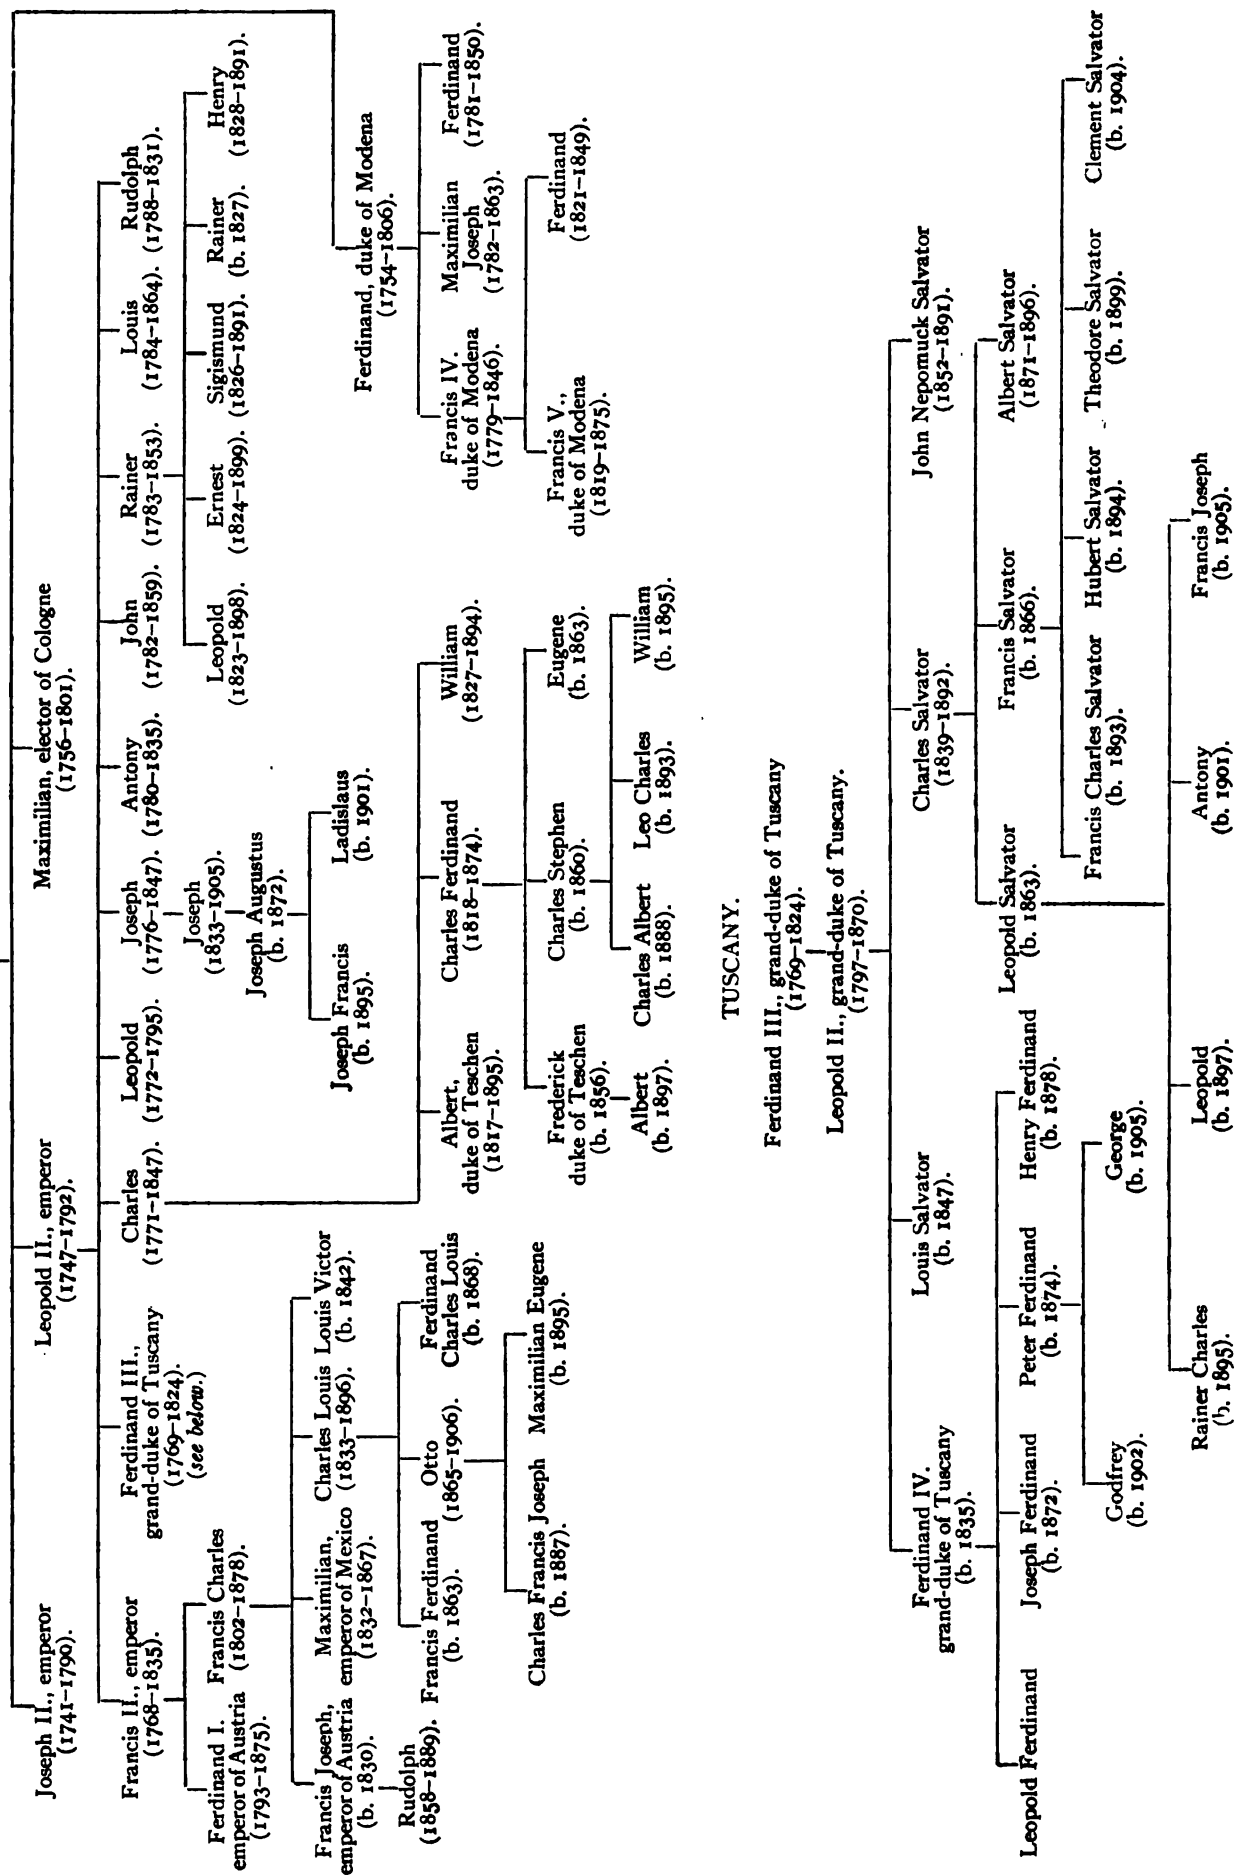 Joseph II., emperor
(1741–1790).
Leopold II., emperor
(1747–1792).
Maximilian, elector of Cologne
(1756–1801).
Francis II., emperor
(1768–1835).
Ferdinand III.,
grand-duke of Tuscany
(1769–1824).
(see below.)
Charles
(1771–1847).
Leopold
(1772–1795).
Joseph
(1776–1847).
Antony
(1780–1835).
John
(1782–1859).
Rainer
(1783–1853).
Louis
(1784–1864).
Rudolph
(1788–1831).
Ferdinand I.
emperor of Austria
(1793–1875).
Francis Charles
(1802–1878).
Joseph
(1833–1905).
Joseph Augustus
(b. 1872).
Joseph Francis
(b. 1895).
Ladislaus
(b. 1901).
Leopold
(1823–1898).
Ernest
(1824–1899).
Sigismund
(1826–1891).
Rainer
(b. 1827).
Henry
(1828–1891).
Francis Joseph,
emperor of Austria
(b. 1830).
Maximilian,
emperor of Mexico
(1832–1867).
Charles Louis
(1833–1896).
Louis Victor
(b. 1842).
Rudolph
(1858–1889).
Francis Ferdinand
(b. 1863).
Otto
(1865–1906).
Ferdinand
Charles Louis
(b. 1868).
Charles Francis Joseph
(b. 1887).
Maximilian Eugene
(b. 1895).
Albert,
duke of Teschen
(1817–1895).
Charles Ferdinand
(1818–1874).
William
(1827–1894).
Frederick
duke of Teschen
(b. 1856).
Charles Stephen
(b. 1860).
Eugene
(b. 1863).
Albert
(b. 1897).
Charles Albert
(b. 1888).
Leo Charles
(b. 1893).
William
(b. 1895).
Ferdinand, duke of Modena
(1754–1806).
Francis IV.
duke of Modena
(1779–1846).
Maximilian
Joseph
(1782–1863).
Ferdinand
(1781–1850).
Francis V.,
duke of Modena
(1819–1875).
Ferdinand
(1821–1849).
TUSCANY.
Ferdinand III., grand-duke of Tuscany
(1769–1824)
Leopold II., grand-duke of Tuscany.
(1797–1870).
Ferdinand IV.
grand-duke of Tuscany
(b. 1835).
Louis Salvator
(b. 1847).
Charles Salvator
(1839–1892).
John Nepomuck Salvator
(1852–1891).
Leopold Ferdinand
Joseph Ferdinand
(b. 1872).
Peter Ferdinand
(b. 1874).
Henry Ferdinand
(b. 1878).
Leopold Salvator
(b. 1863).
Francis Salvator
(b. 1866).
Albert Salvator
(1871–1896).
Godfrey
(b. 1902).
George
(b. 1905).
Francis Charles Salvator
(b. 1893).
Hubert Salvator
(b. 1894).
Theodore Salvator
(b. 1899).
Clement Salvator
(b. 1904).
Rainer Charles
(b. 1895).
Leopold
(b. 1897).
Antony
(b. 1901).
Francis Joseph
(b. 1905).